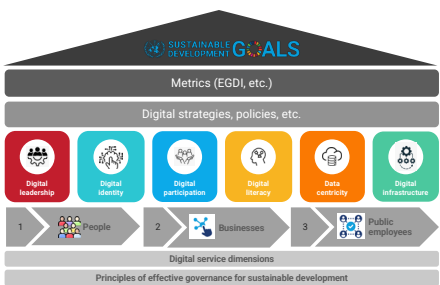 SUSTAINABLE
DEVELOPMENT GOALS
Metrics (EGDI, etc.)
Digital strategies, policies, etc.
Digital
leadership
Digital
identity
Digital
participation
Digital
literacy
Data
centricity
Digital
infrastructure
1
People
2
Businesses
3
Public
employees
Digital service dimensions
Principles of effective governance for sustainable development